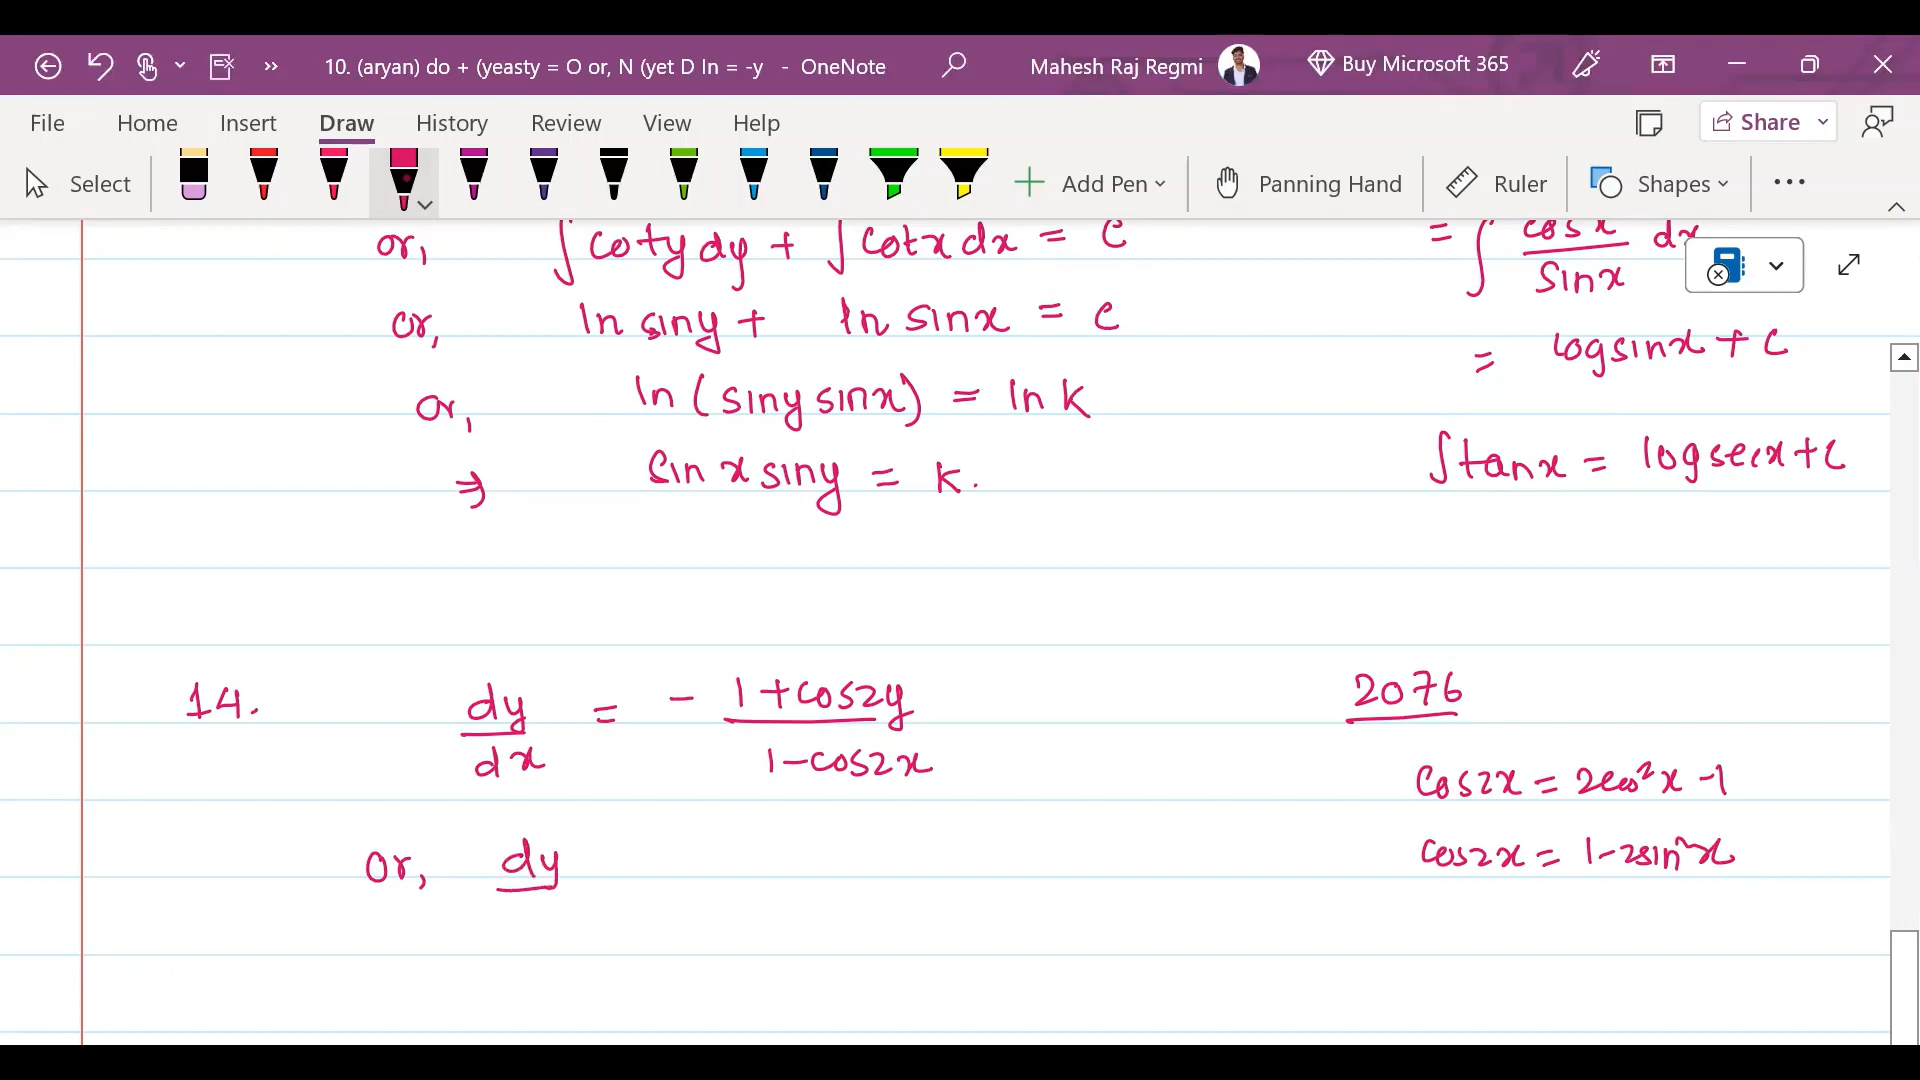 10. (aryan) do + (yeasty = O or, N (yet D In = -y - OneNote
Mahesh Raj Regmi
Buy Microsoft 365
File Home Insert Draw History Review View Help
Share
Select
Add Pen
Panning Hand
Ruler
Shapes
or, ∫ coty dy + ∫ cotx dx = c
or, ln siny + ln sinx = c
or, ln (siny sinx) = ln k
⇒ sin x siny = k.
= ∫ cosx/sinx dx
= log sinx + c
∫tanx = log secx + c
14. dy/dx = - 1+cos2y/1-cos2x
2076
cos2x = 2cos²x - 1
cos2x = 1 - 2sin²x
or, dy